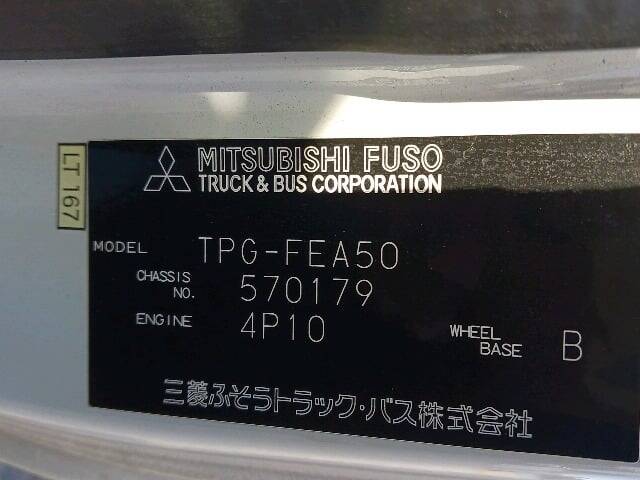 MITSUBISHI FUSO
TRUCK & BUS CORPORATION
LT 167
MODEL TPG-FEA50
CHASSIS NO. 570179
ENGINE 4P10
WHEEL BASE B
三菱ふそうトラック・バス株式会社